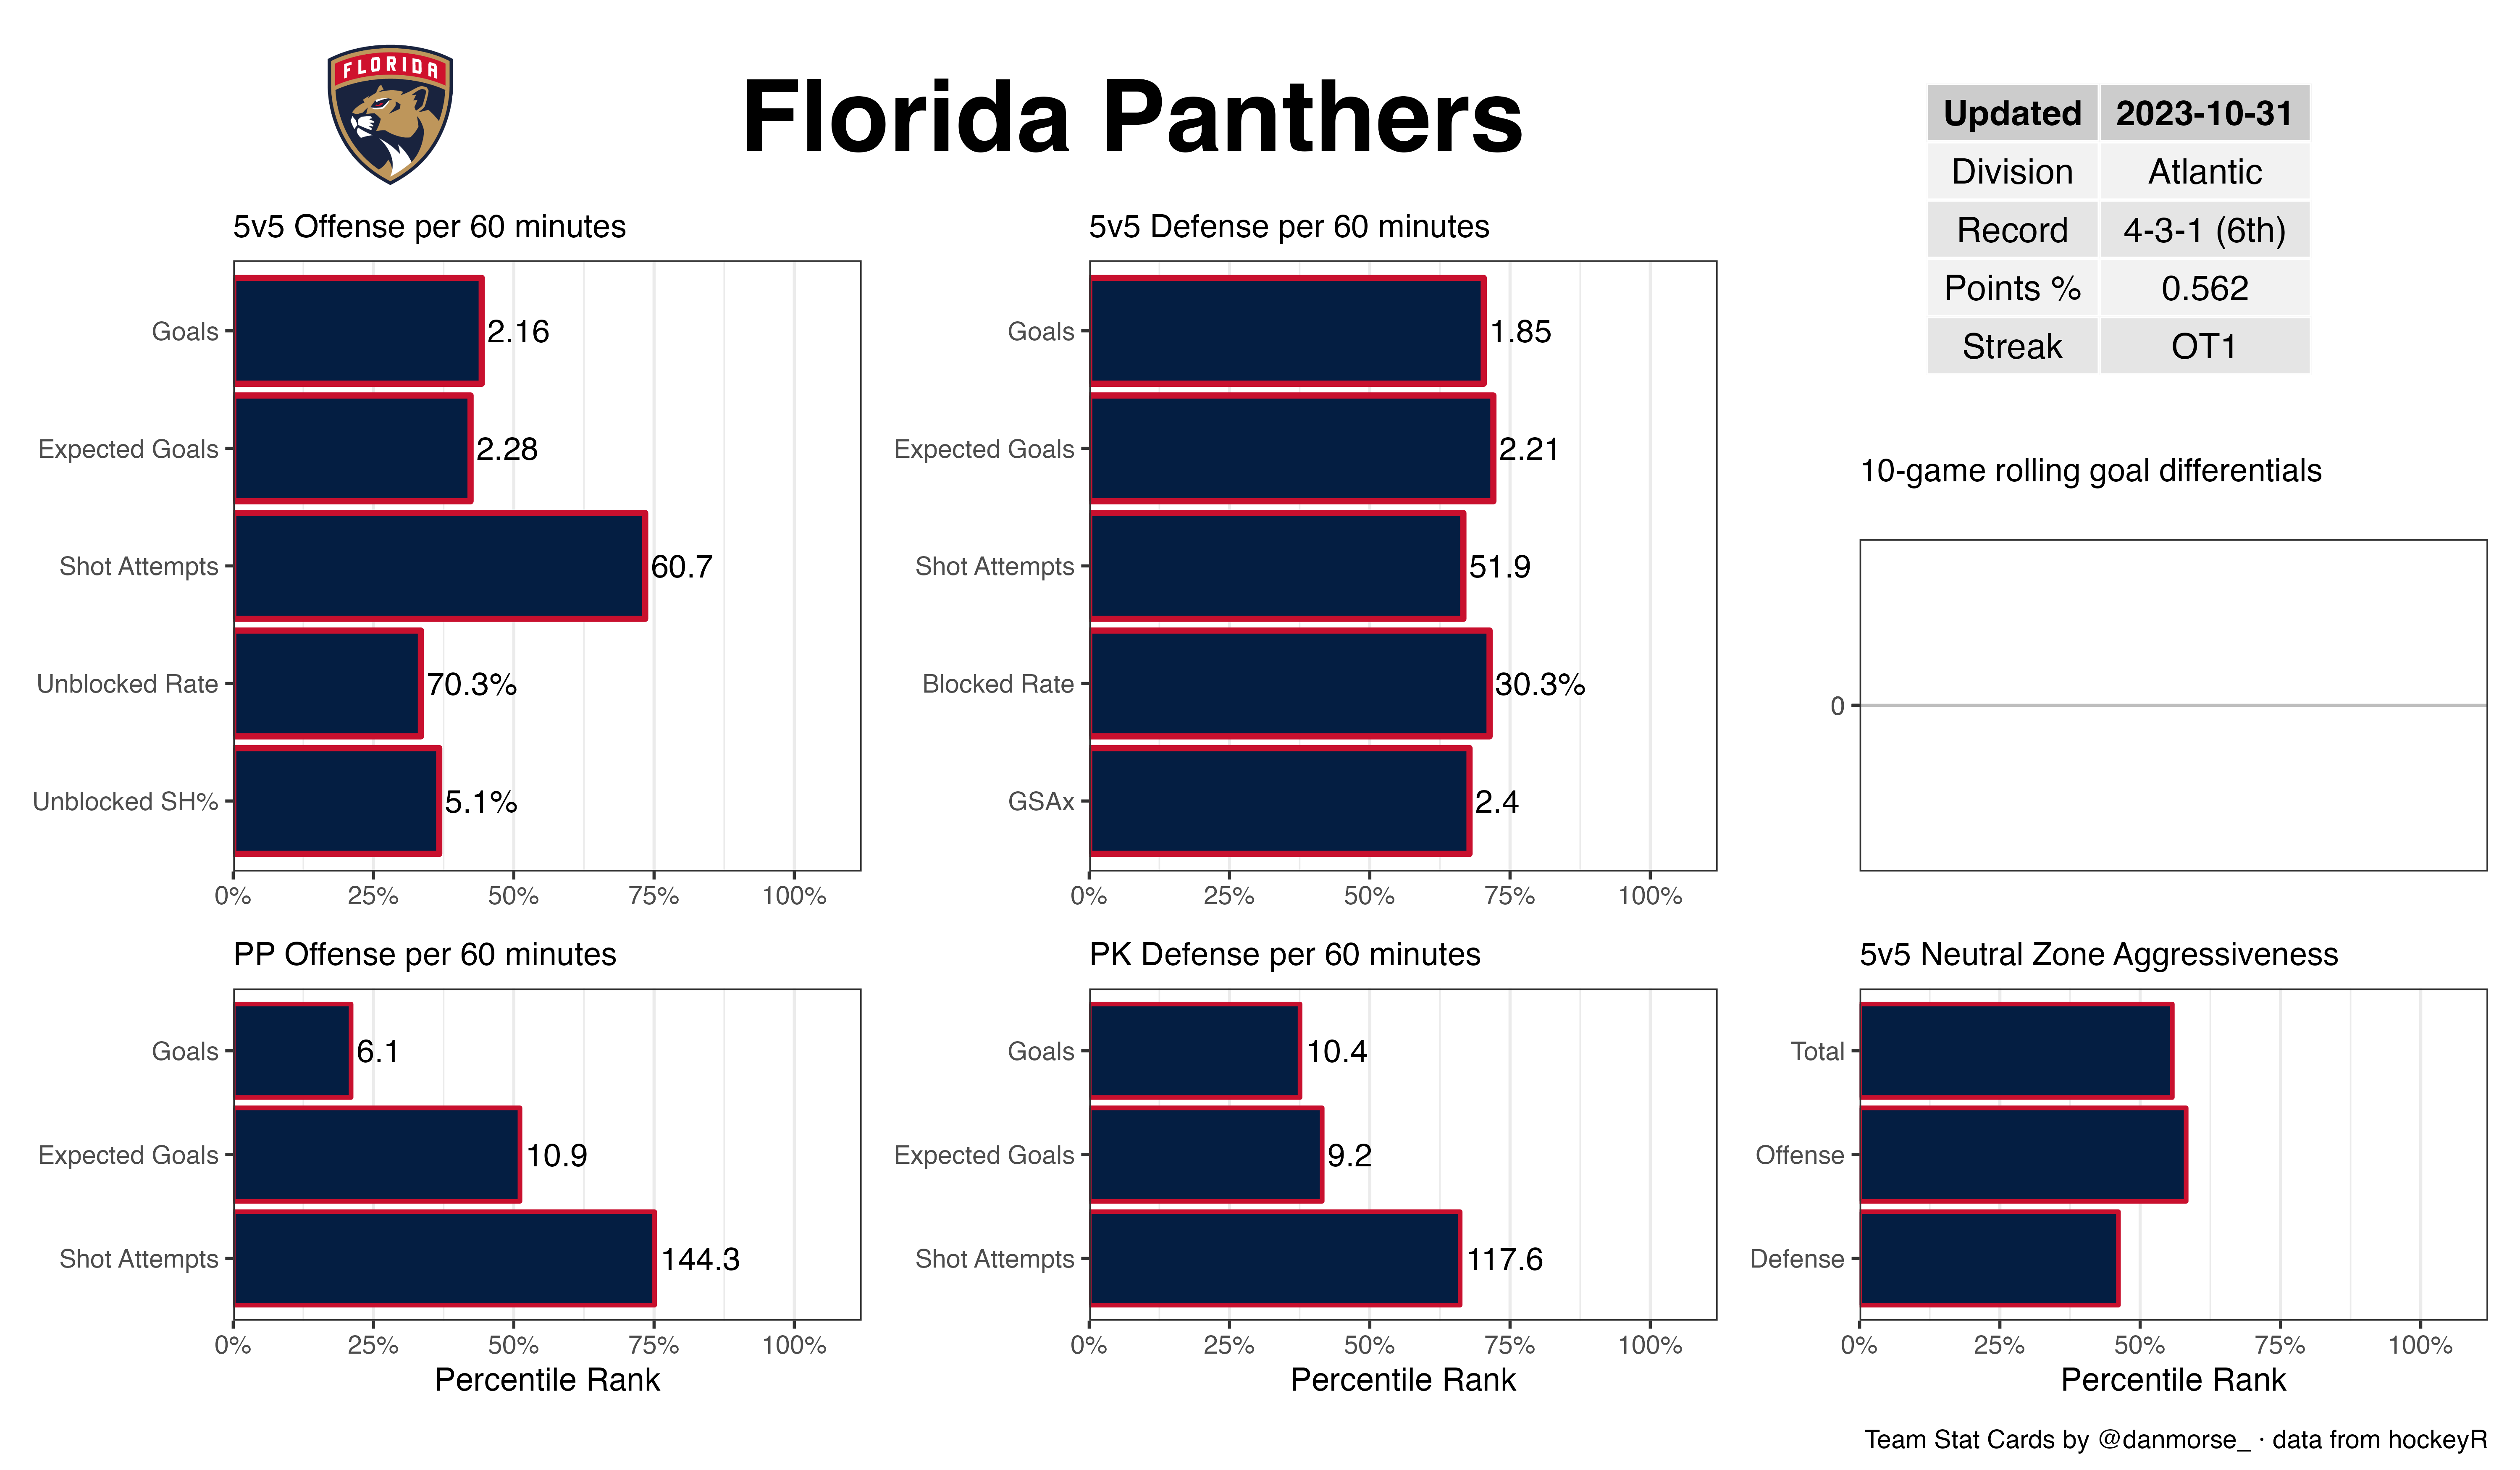 FLORIDA
Florida Panthers
Updated 2023-10-31
Division Atlantic
Record 4-3-1 (6th)
Points % 0.562
Streak OT1
5v5 Offense per 60 minutes
Goals 2.16
Expected Goals 2.28
Shot Attempts 60.7
Unblocked Rate 70.3%
Unblocked SH% 5.1%
0% 25% 50% 75% 100%
5v5 Defense per 60 minutes
Goals 1.85
Expected Goals 2.21
Shot Attempts 51.9
Blocked Rate 30.3%
GSAx 2.4
0% 25% 50% 75% 100%
10-game rolling goal differentials
0
PP Offense per 60 minutes
Goals 6.1
Expected Goals 10.9
Shot Attempts 144.3
0% 25% 50% 75% 100%
Percentile Rank
PK Defense per 60 minutes
Goals 10.4
Expected Goals 9.2
Shot Attempts 117.6
0% 25% 50% 75% 100%
Percentile Rank
5v5 Neutral Zone Aggressiveness
Total
Offense
Defense
0% 25% 50% 75% 100%
Percentile Rank
Team Stat Cards by @danmorse_ · data from hockeyR